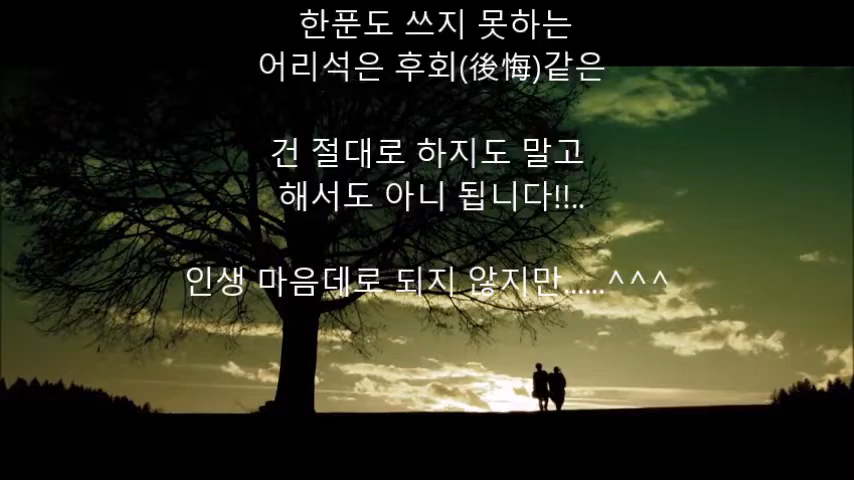 한푼도 쓰지 못하는
어리석은 후회(後悔)같은
건 절대로 하지도 말고
해서도 아니 됩니다!!..
인생 마음데로 되지 않지만......^^^